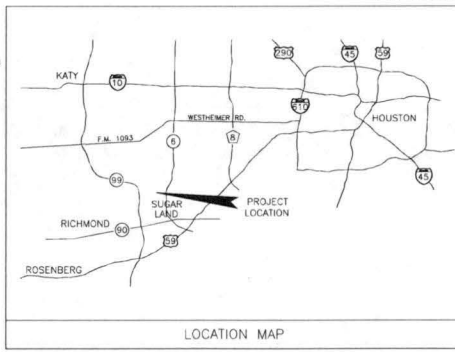 290
45
59
KATY
10
610
WESTHEIMER RD.
HOUSTON
F.M. 1093
6
8
99
45
SUGAR
LAND
PROJECT
LOCATION
RICHMOND
90
59
ROSENBERG
LOCATION MAP